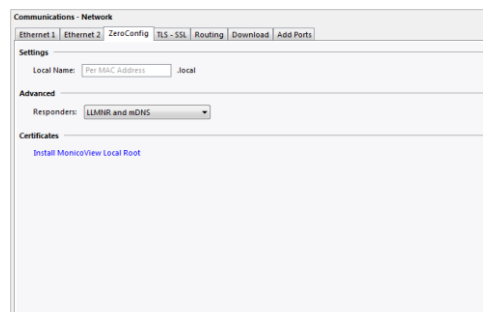 Communications - Network
Ethernet 1 Ethernet 2 ZeroConfig TLS - SSL Routing Download Add Ports
Settings
Local Name: Per MAC Address .local
Advanced
Responders: LLMNR and mDNS
Certificates
Install MonicoView Local Root